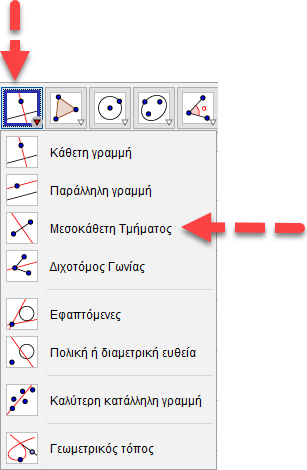 α
Κάθετη γραμμή
Παράλληλη γραμμή
Μεσοκάθετη Τμήματος
Διχοτόμος Γωνίας
Εφαπτόμενες
Πολική ή διαμετρική ευθεία
Καλύτερη κατάλληλη γραμμή
Γεωμετρικός τόπος